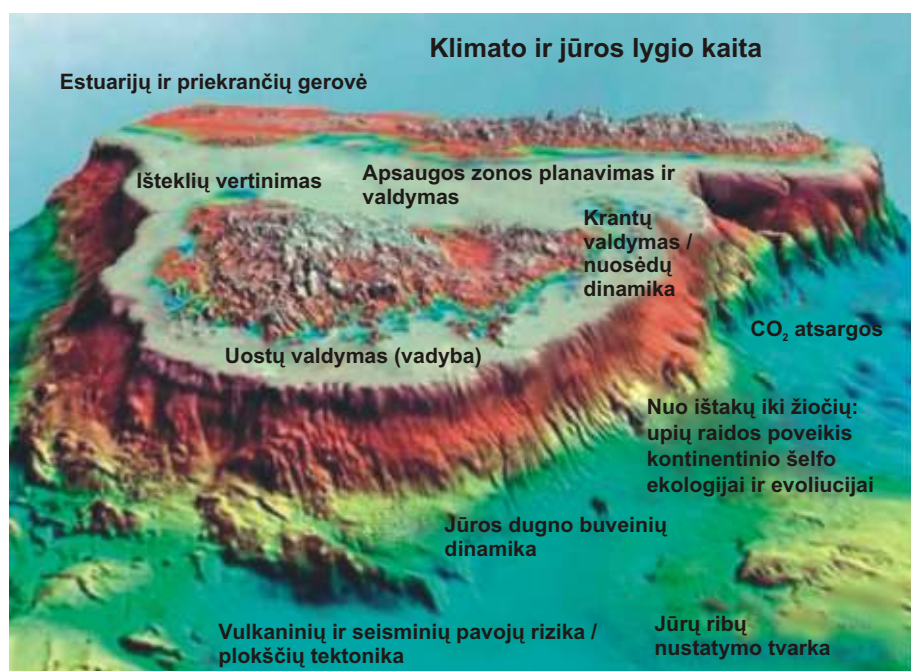 Klimato ir jūros lygio kaita
Estuarijų ir priekrančių gerovė
Išteklių vertinimas
Apsaugos zonos planavimas ir
valdymas
Krantų
valdymas /
nuosėdų
dinamika
CO₂ atsargos
Uostų valdymas (vadyba)
Nuo ištakų iki žiočių:
upių raidos poveikis
kontinentinio šelfo
ekologijai ir evoliucijai
Jūros dugno buveinių
dinamika
Vulkaninių ir seisminių pavojų rizika /
plokščių tektonika
Jūrų ribų
nustatymo tvarka